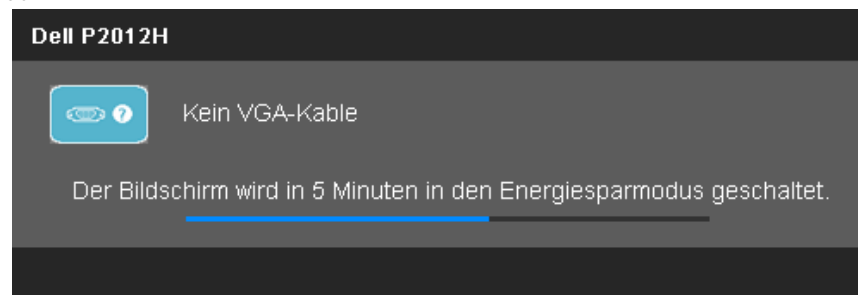 Dell P2012H
Kein VGA-Kable
Der Bildschirm wird in 5 Minuten in den Energiesparmodus geschaltet.